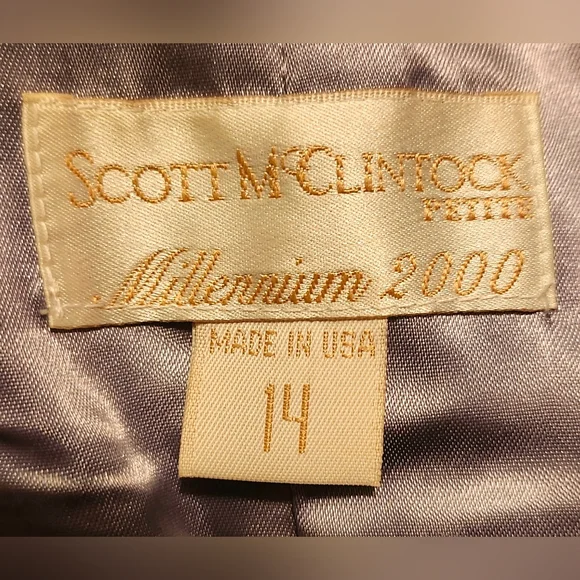 SCOTT McCLINTOCK
PETITE
Millennium 2000
MADE IN USA
14